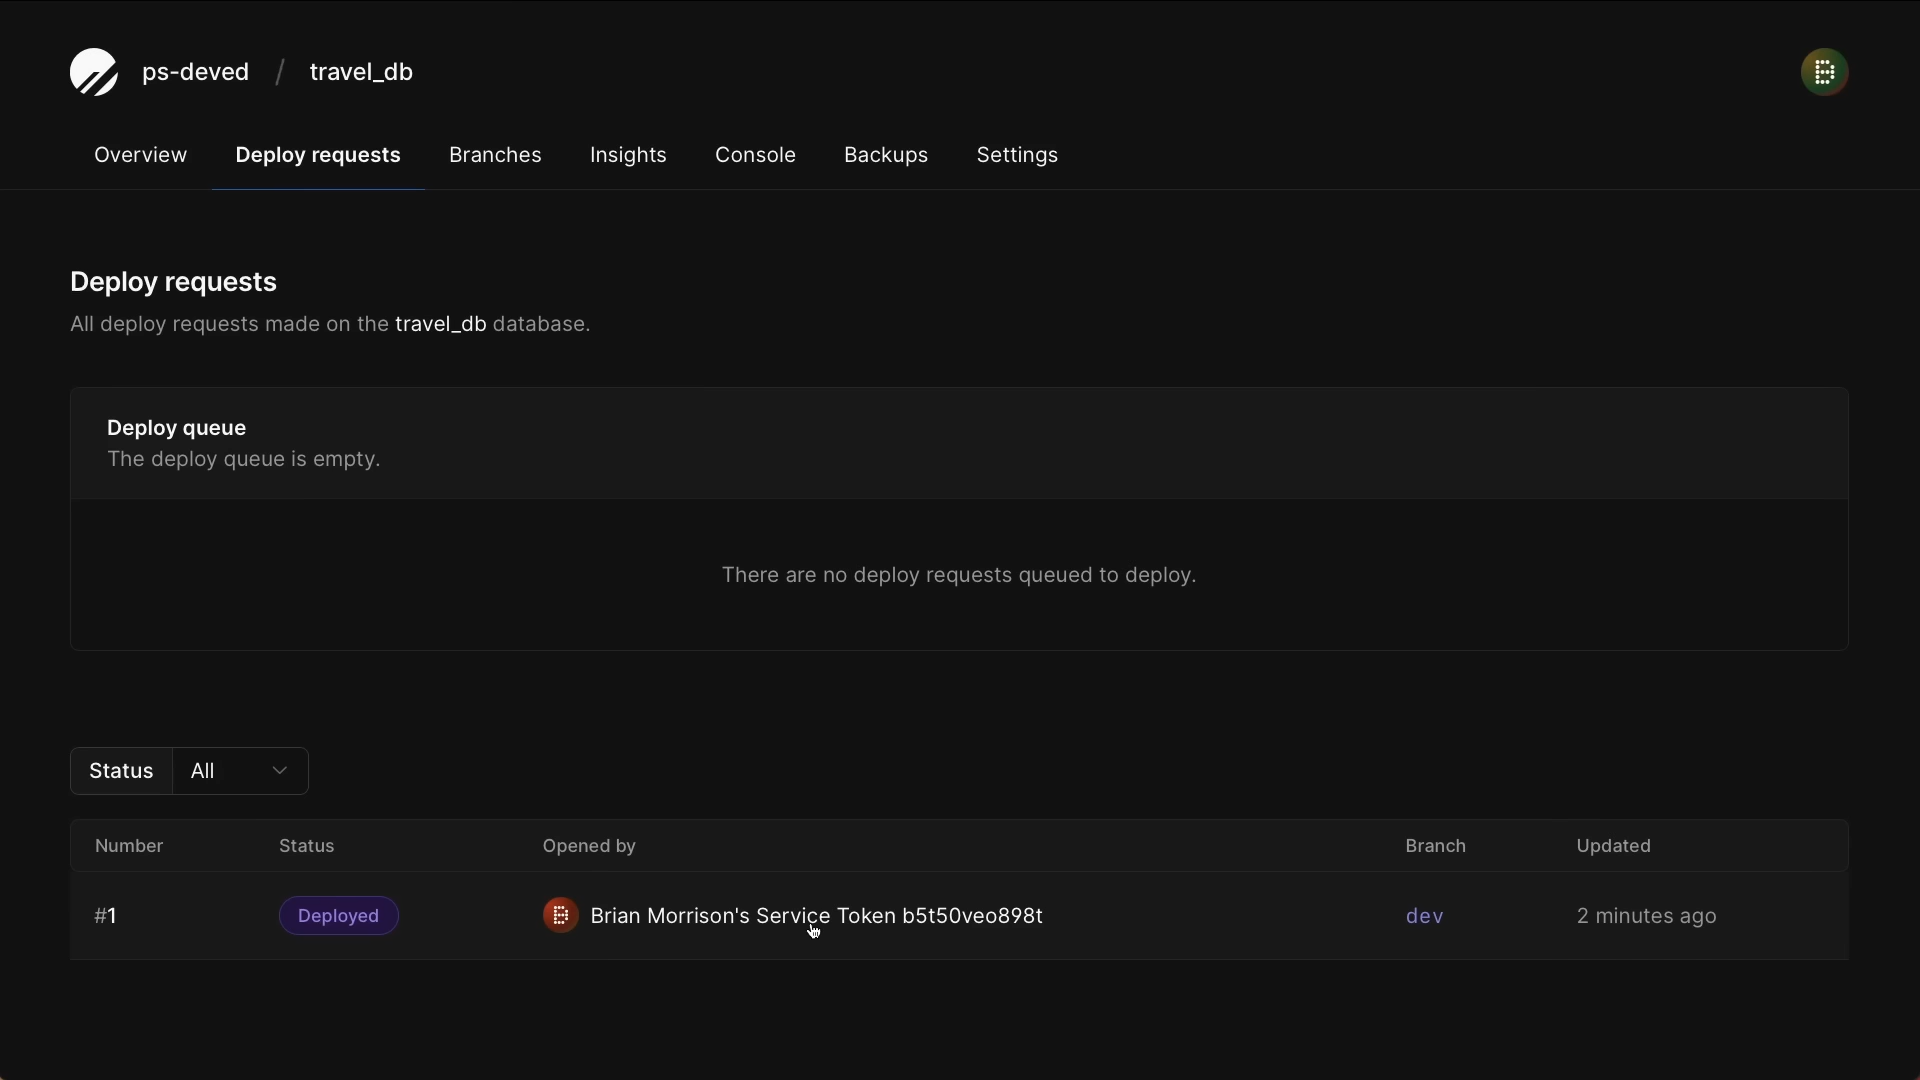 ps-deved / travel_db
Overview Deploy requests Branches Insights Console Backups Settings
Deploy requests
All deploy requests made on the travel_db database.
Deploy queue
The deploy queue is empty.
There are no deploy requests queued to deploy.
Status All
Number Status Opened by Branch Updated
#1 Deployed Brian Morrison's Service Token b5t50veo898t dev 2 minutes ago